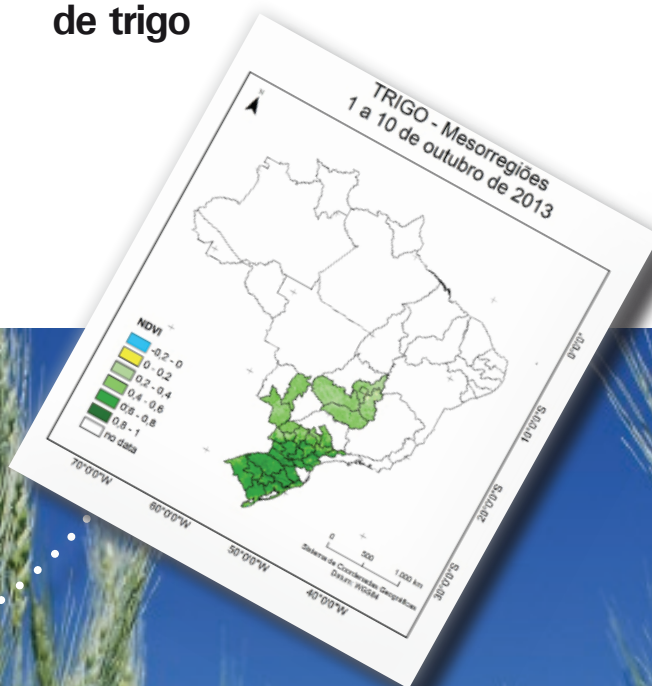 de trigo
TRIGO - Mesorregiões
1 a 10 de outubro de 2013
N
NDVI
-0,2 - 0
0 - 0,2
0,2 - 0,4
0,4 - 0,6
0,6 - 0,8
0,8 - 1
no data
0°0'0"
10°0'0"S
20°0'0"S
30°0'0"S
70°0'0"W
60°0'0"W
50°0'0"W
40°0'0"W
0 500 1.000 km
Sistema de Coordenadas Geográficas
Datum: WGS84